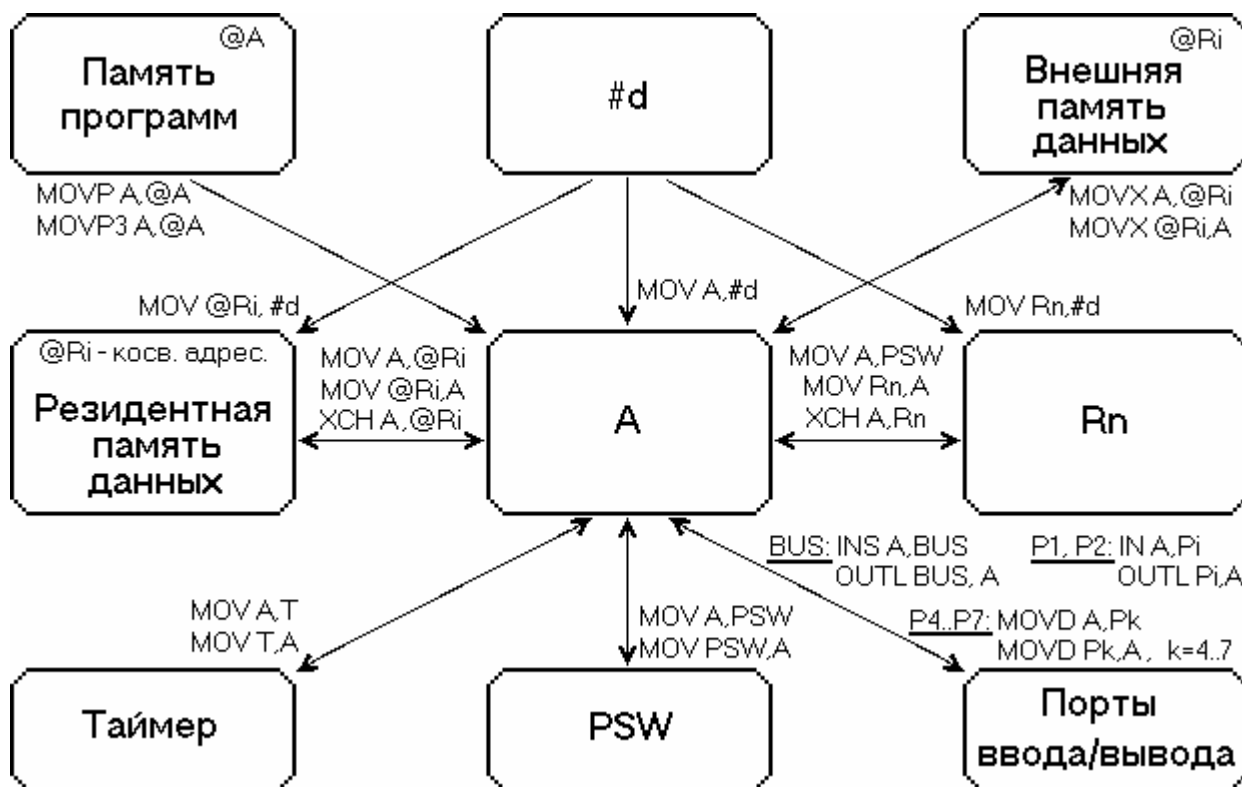 @A
Память
программ
#d
@Ri
Внешняя
память
данных
MOVP A,@A
MOVP3 A,@A
MOVX A,@Ri
MOVX @Ri,A
MOV @Ri, #d
MOV A,#d
MOV Rn,#d
@Ri - косв. адрес.
Резидентная
память
данных
MOV A,@Ri
MOV @Ri,A
XCH A,@Ri
A
MOV A,PSW
MOV Rn,A
XCH A,Rn
Rn
BUS: INS A,BUS
OUTL BUS, A
P1, P2: IN A,Pi
OUTL Pi,A
MOV A,T
MOV T,A
MOV A,PSW
MOV PSW,A
P4..P7: MOVD A,Pk
MOVD Pk,A , k=4..7
Таймер
PSW
Порты
ввода/вывода